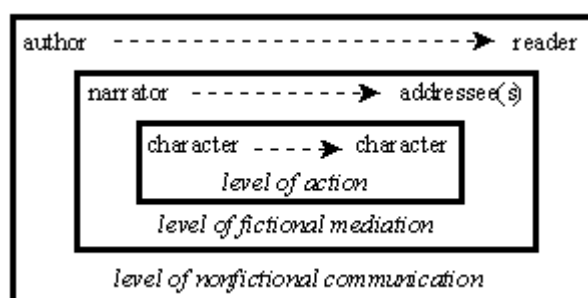 author reader
narrator addressee(s)
character character
level of action
level of fictional mediation
level of nonfictional communication